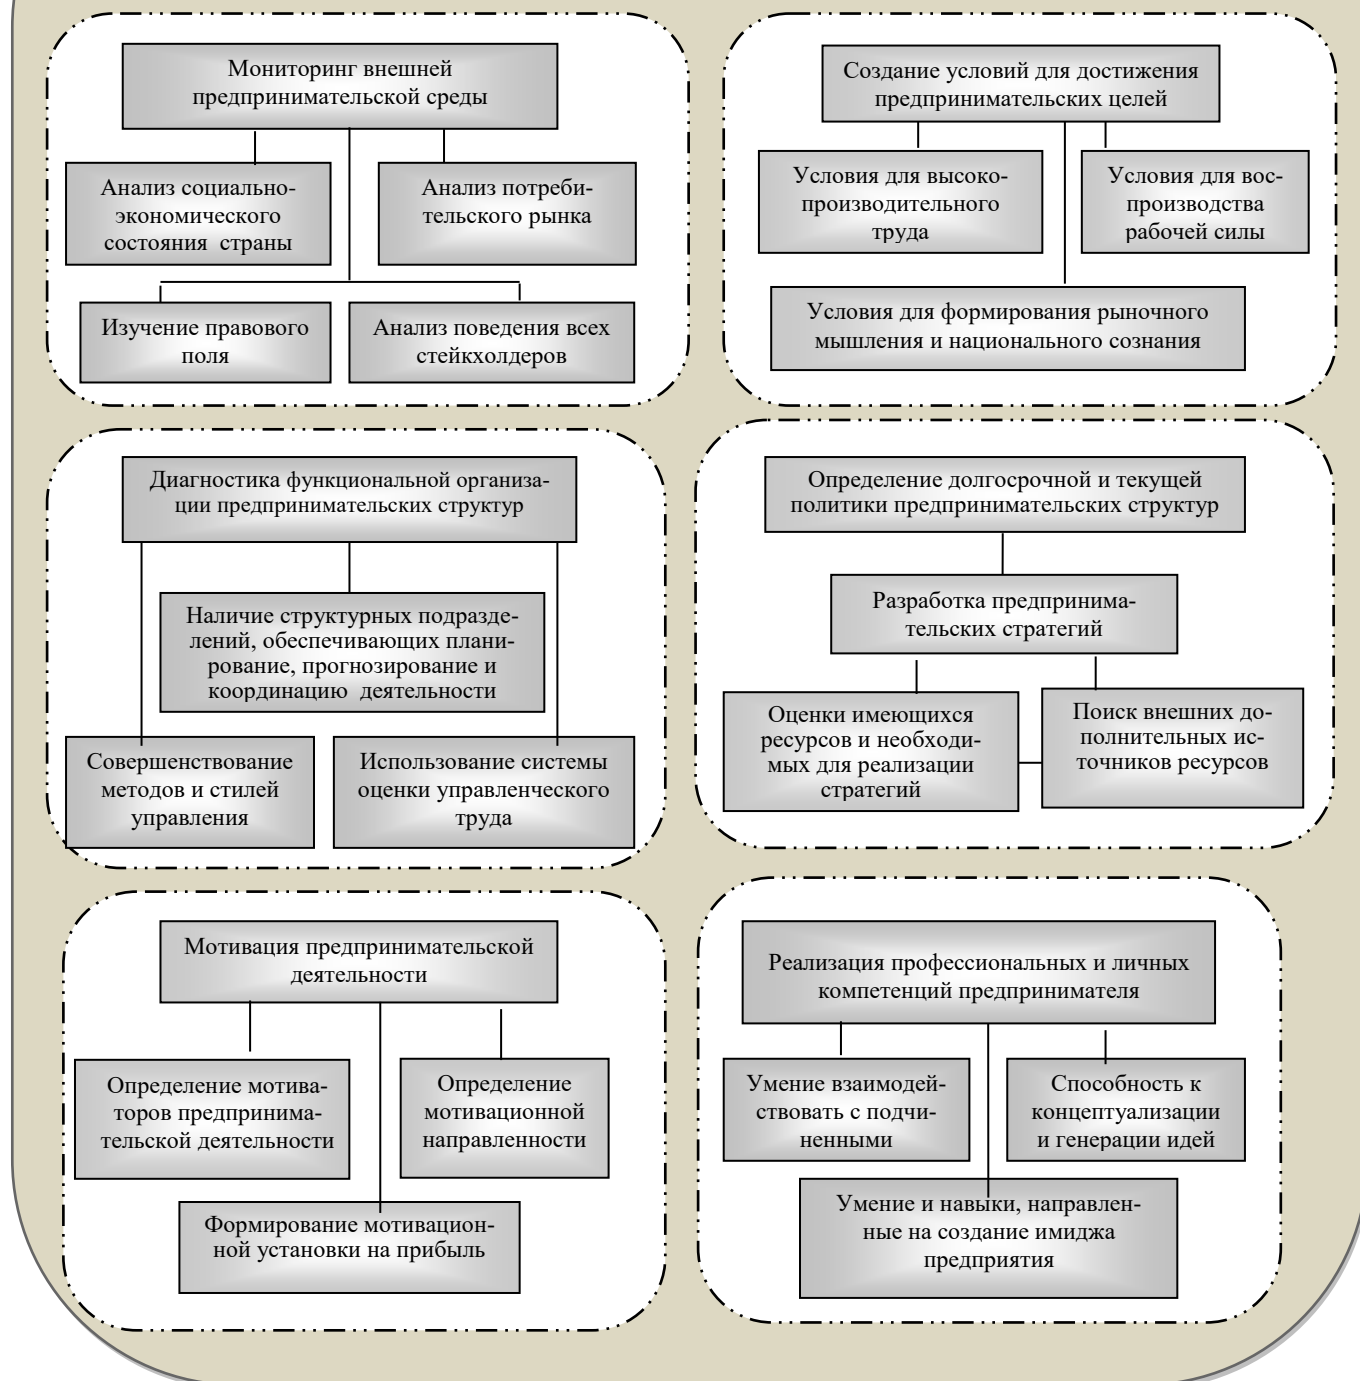 Мониторинг внешней
предпринимательской среды
Анализ социально-
экономического
состояния страны
Анализ потреби-
тельского рынка
Изучение правового
поля
Анализ поведения всех
стейкхолдеров
Создание условий для достижения
предпринимательских целей
Условия для высоко-
производительного
труда
Условия для вос-
производства
рабочей силы
Условия для формирования рыночного
мышления и национального сознания
Диагностика функциональной организа-
ции предпринимательских структур
Наличие структурных подразде-
лений, обеспечивающих плани-
рование, прогнозирование и
координацию деятельности
Совершенствование
методов и стилей
управления
Использование системы
оценки управленческого
труда
Определение долгосрочной и текущей
политики предпринимательских структур
Разработка предпринима-
тельских стратегий
Оценки имеющихся
ресурсов и необходи-
мых для реализации
стратегий
Поиск внешних до-
полнительных ис-
точников ресурсов
Мотивация предпринимательской
деятельности
Определение мотива-
торов предпринима-
тельской деятельности
Определение
мотивационной
направленности
Формирование мотивацион-
ной установки на прибыль
Реализация профессиональных и личных
компетенций предпринимателя
Умение взаимодей-
ствовать с подчи-
ненными
Способность к
концептуализации
и генерации идей
Умение и навыки, направлен-
ные на создание имиджа
предприятия